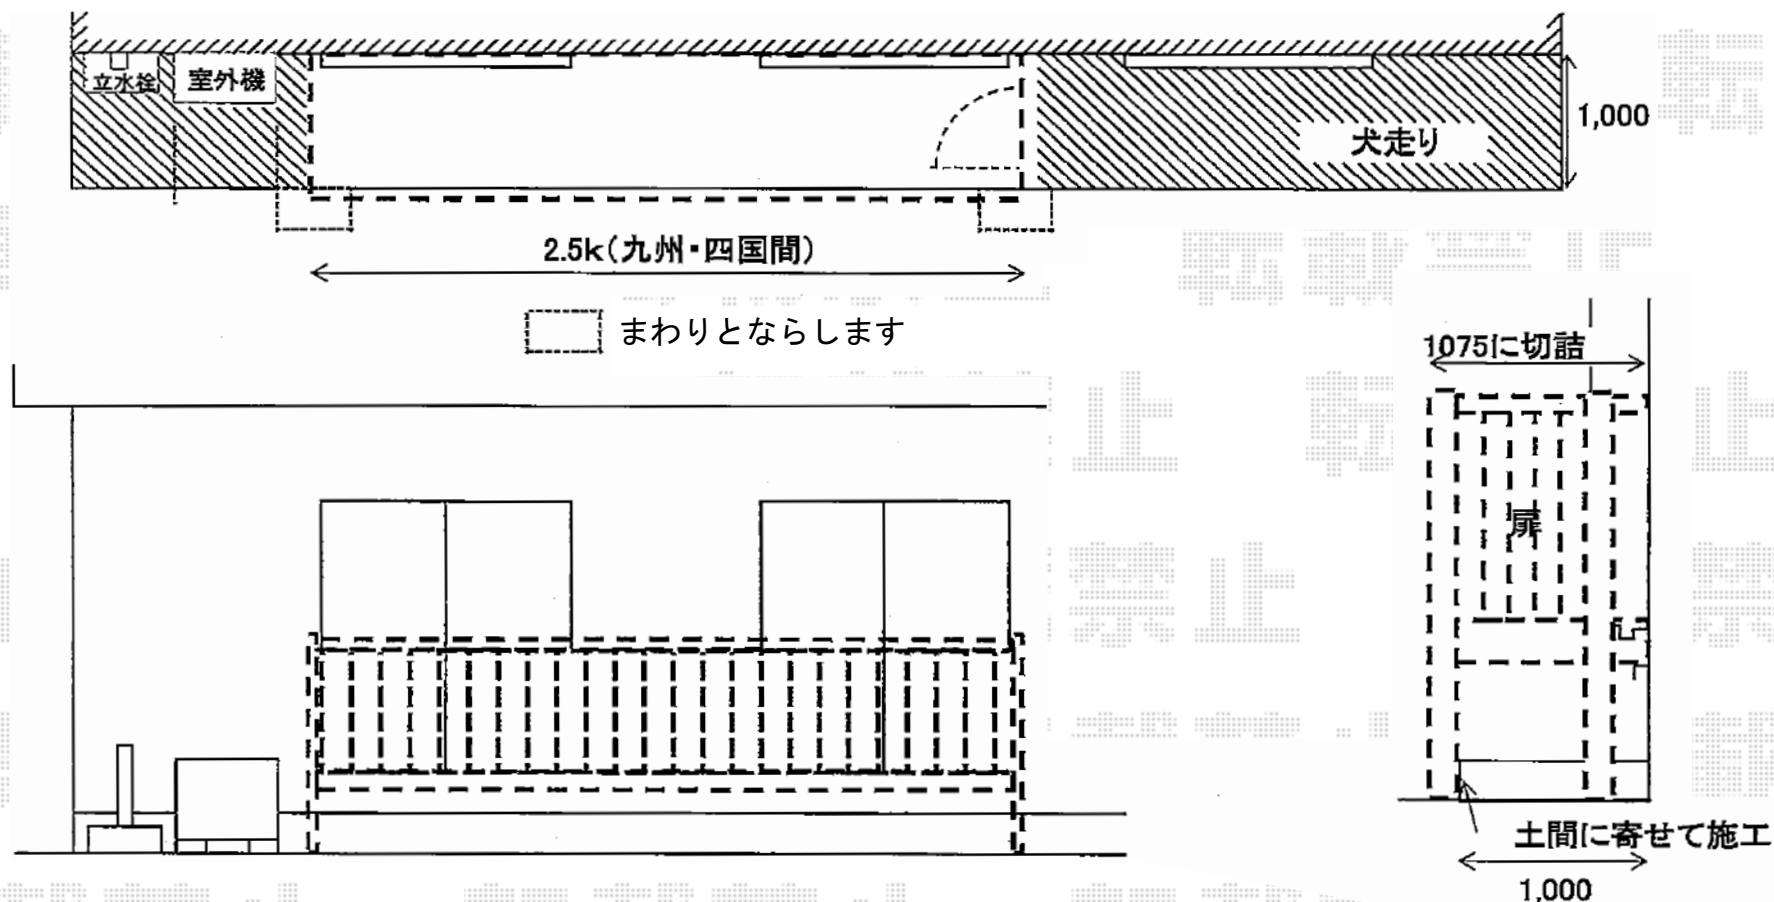 立水栓
室外機
犬走り
1,000
2.5k(九州・四国間)
まわりとならします
1075に切詰
扉
土間に寄せて施工
1,000